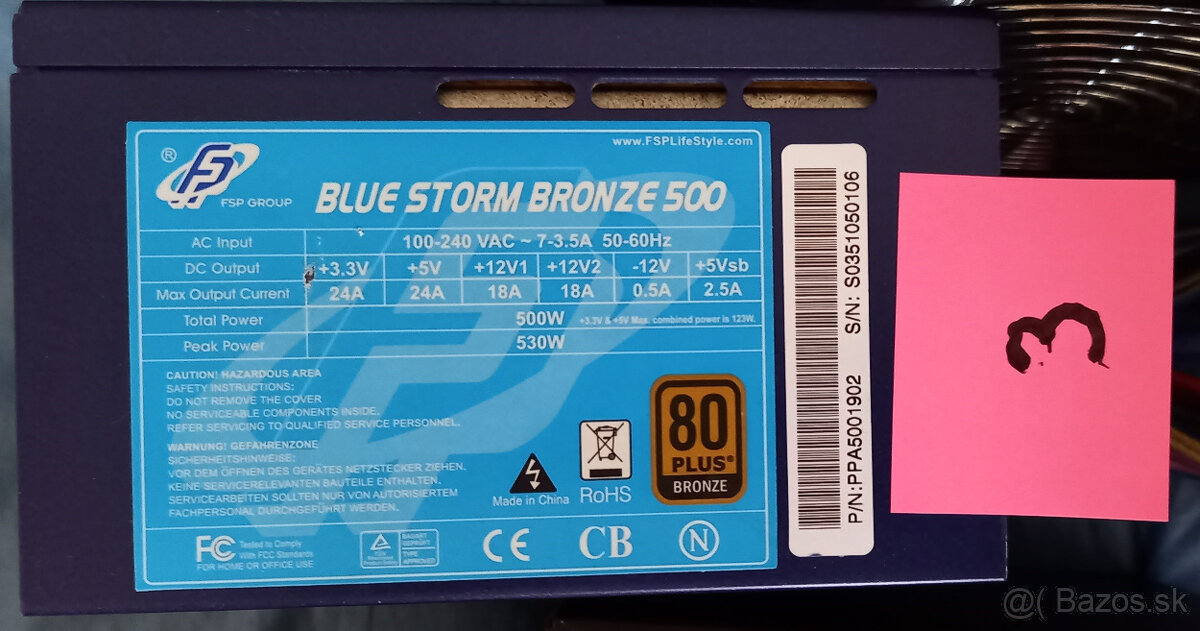 www.FSPLifeStyle.com
®
FSP GROUP
BLUE STORM BRONZE 500
AC Input 100-240 VAC ~ 7-3.5A 50-60Hz
DC Output +3.3V +5V +12V1 +12V2 -12V +5Vsb
Max Output Current 24A 24A 18A 18A 0.5A 2.5A
Total Power 500W +3.3V & +5V Max. combined power is 123W.
Peak Power 530W
CAUTION! HAZARDOUS AREA
SAFETY INSTRUCTIONS:
DO NOT REMOVE THE COVER
NO SERVICEABLE COMPONENTS INSIDE.
REFER SERVICING TO QUALIFIED SERVICE PERSONNEL.
WARNUNG! GEFAHRENZONE
SICHERHEITSHINWEISE:
VOR DEM ÖFFNEN DES GERÄTES NETZSTECKER ZIEHEN.
KEINE SERVICERELEVANTEN BAUTEILE ENTHALTEN.
SERVICEARBEITEN SOLLTEN NUR VON AUTORISIERTEM
FACHPERSONAL DURCHGEFÜHRT WERDEN.
Made in China
RoHS
80
PLUS®
BRONZE
FC Tested to Comply
With FCC Standards
FOR HOME OR OFFICE USE
BAUART
GEPRÜFT
TYPE
APPROVED
CE
CB
N
P/N:PPA5001902 S/N: S0351050106
3
@( Bazos.sk